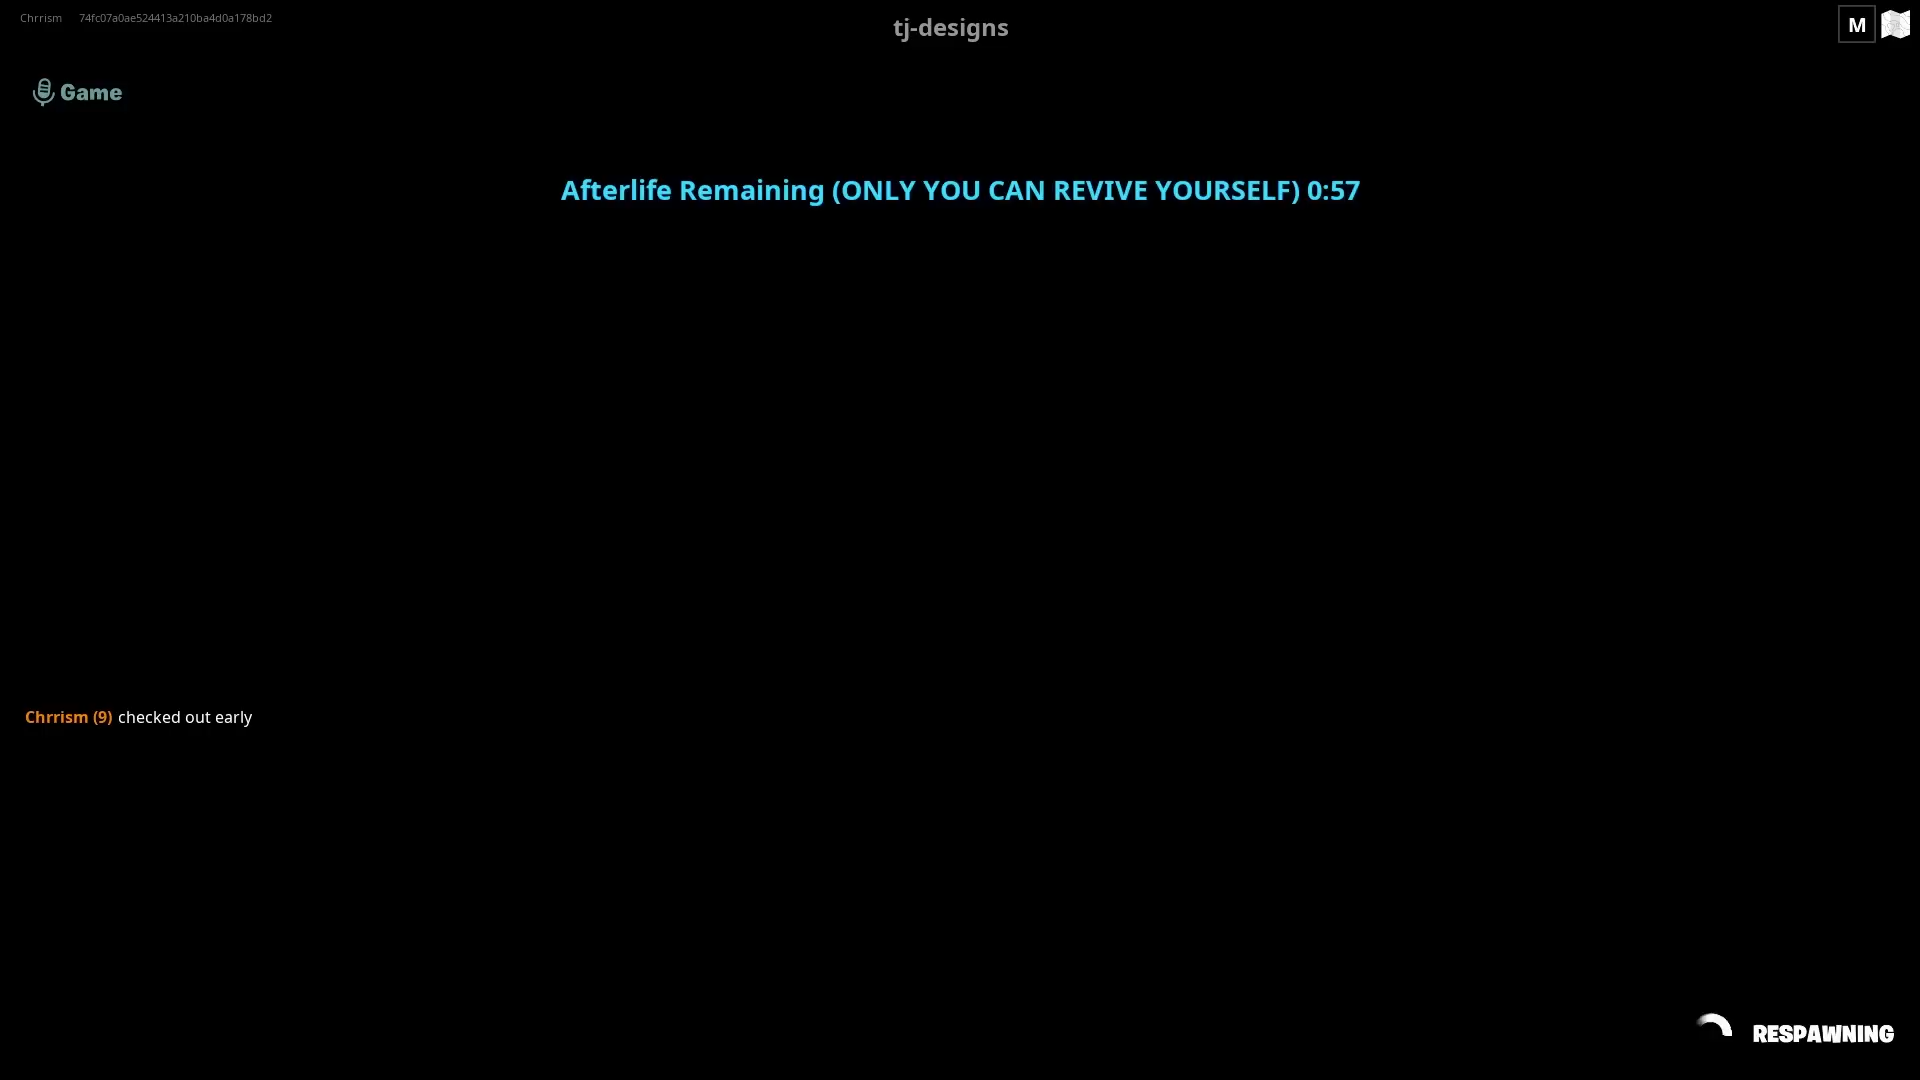 Chrrism 74fc07a0ae524413a210ba4d0a178bd2
tj-designs
M
Game
Afterlife Remaining (ONLY YOU CAN REVIVE YOURSELF) 0:57
Chrrism (9) checked out early
RESPAWNING